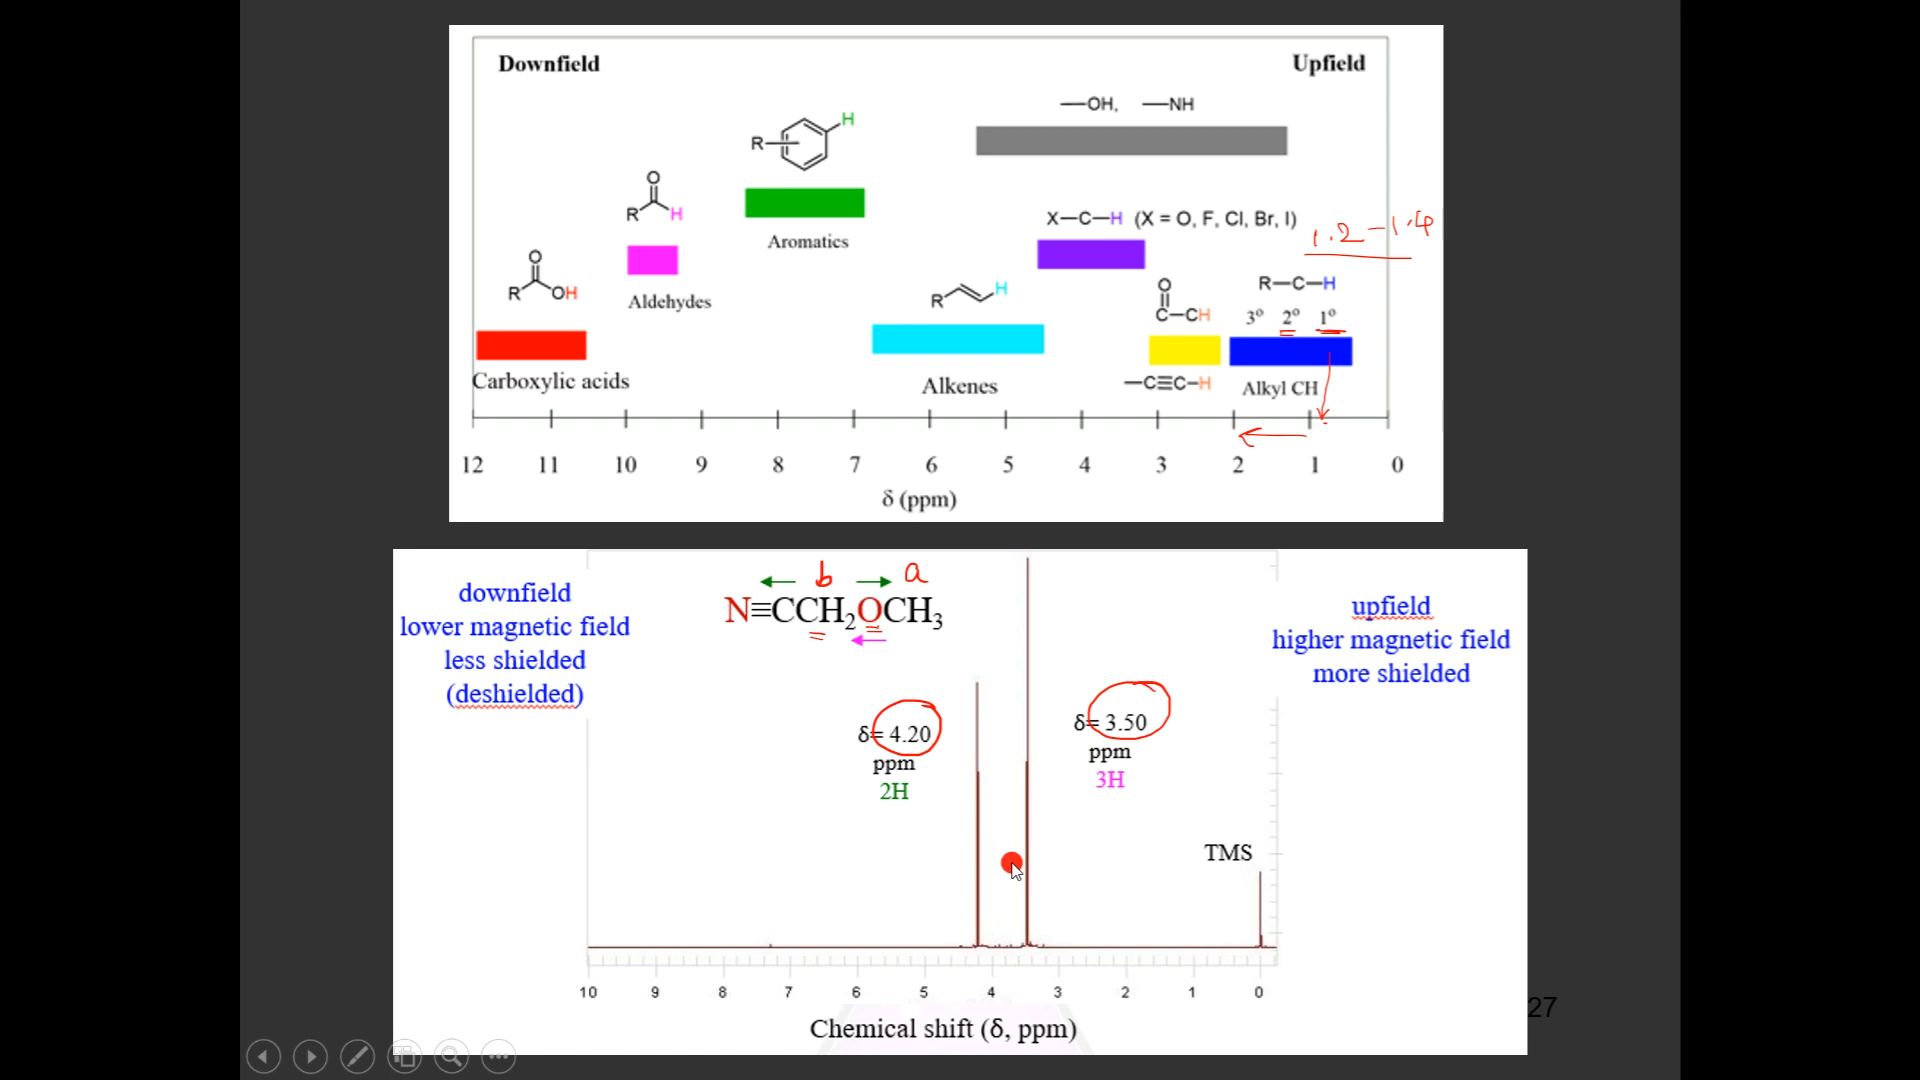 Downfield
Upfield
—OH, —NH
H
R
O
R H
Aromatics
X—C—H (X = O, F, Cl, Br, I)
1.2 – 1.4
O
R OH
Aldehydes
R H
O
C—CH
R—C—H
3º 2º 1º
Carboxylic acids
Alkenes
—C≡C—H
Alkyl CH
12 11 10 9 8 7 6 5 4 3 2 1 0
δ (ppm)
downfield
lower magnetic field
less shielded
(deshielded)
b a
N≡CCH₂OCH₃
upfield
higher magnetic field
more shielded
δ= 4.20
ppm
2H
δ= 3.50
ppm
3H
TMS
10 9 8 7 6 5 4 3 2 1 0
Chemical shift (δ, ppm)
27